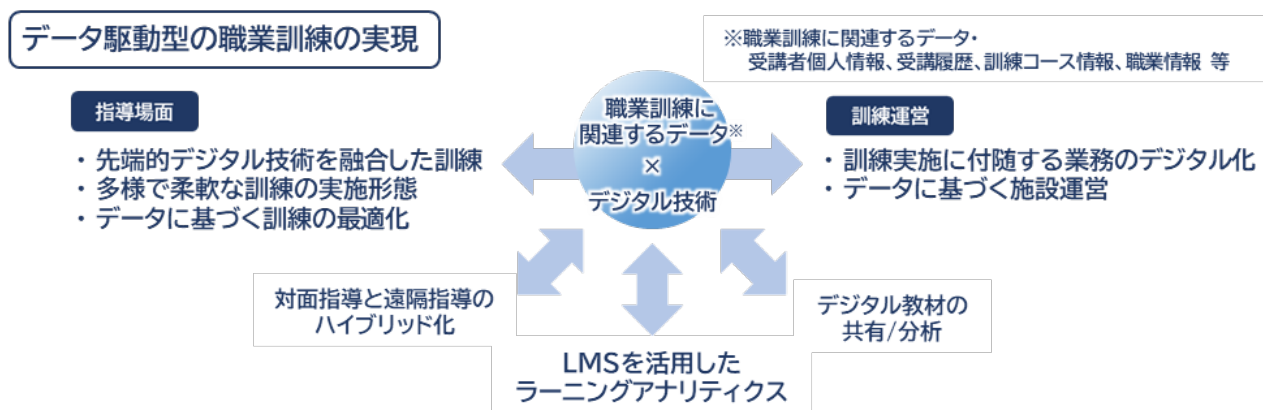 データ駆動型の職業訓練の実現
※職業訓練に関連するデータ・
受講者個人情報、受講履歴、訓練コース情報、職業情報 等
指導場面
・先端的デジタル技術を融合した訓練
・多様で柔軟な訓練の実施形態
・データに基づく訓練の最適化
職業訓練に
関連するデータ※
×
デジタル技術
訓練運営
・訓練実施に付随する業務のデジタル化
・データに基づく施設運営
対面指導と遠隔指導の
ハイブリッド化
LMSを活用した
ラーニングアナリティクス
デジタル教材の
共有/分析